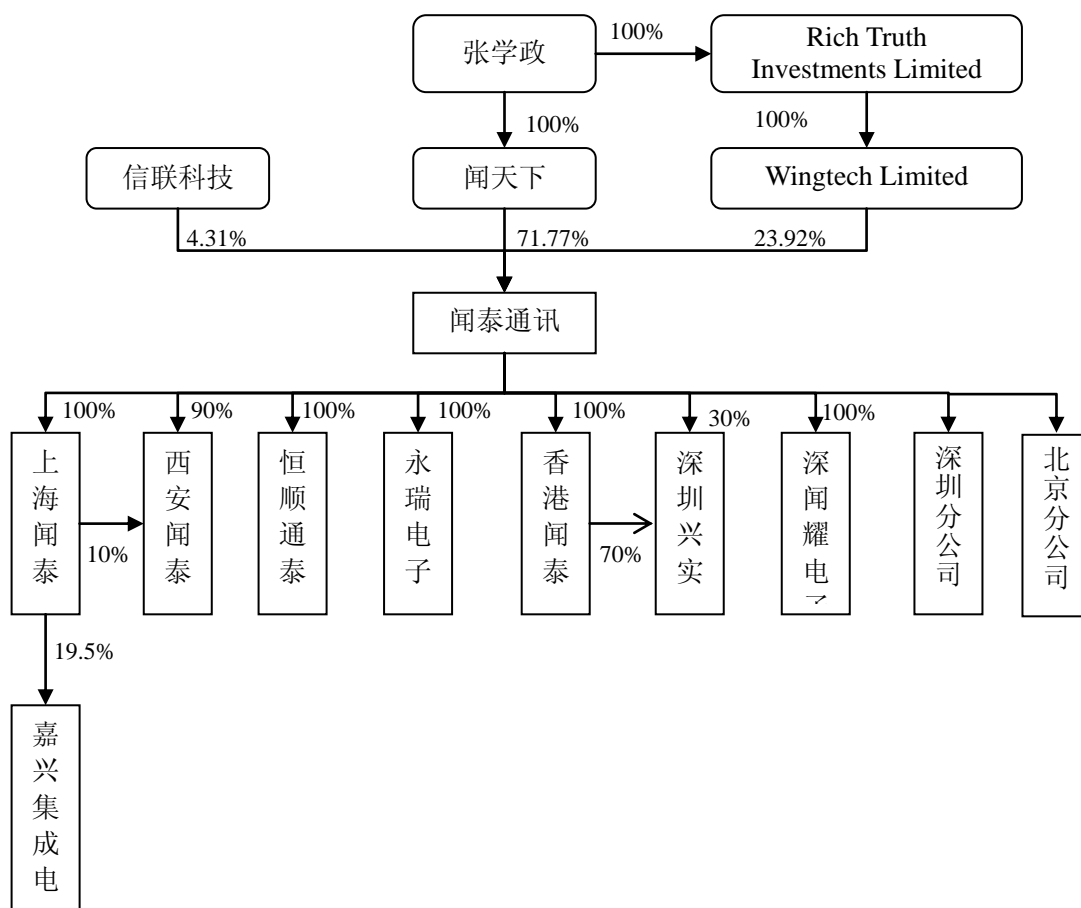 张学政
100%
Rich Truth
Investments Limited
100%
100%
信联科技
闻天下
Wingtech Limited
4.31%
71.77%
23.92%
闻泰通讯
100%
90%
100%
100%
100%
30%
100%
上海闻泰
西安闻泰
恒顺通泰
永瑞电子
香港闻泰
深圳兴实
深闻耀电
深圳分公司
北京分公司
10%
70%
19.5%
嘉兴集成电